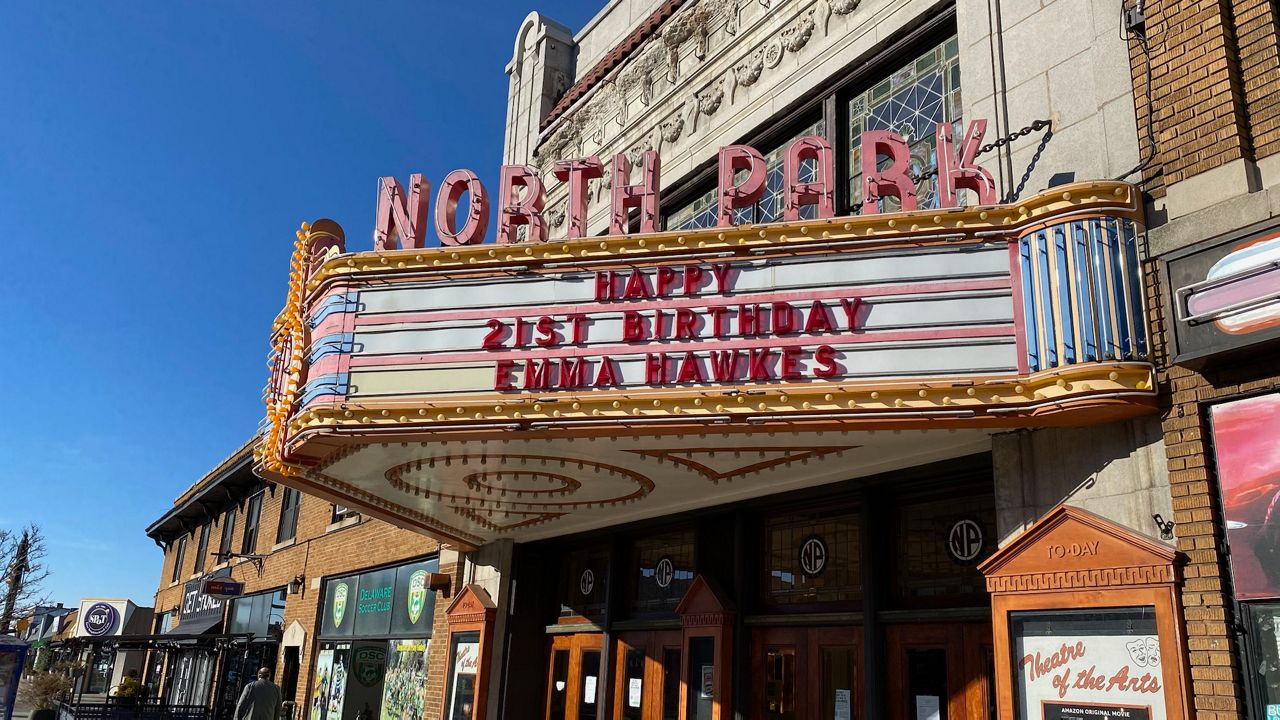 NORTH PARK
HAPPY
21ST BIRTHDAY
EMMA HAWKES
NP
NP
NP
NP
TO-DAY
Theatre
of the Arts
AMAZON ORIGINAL MOVIE
DELAWARE
SOCCER CLUB
DSC